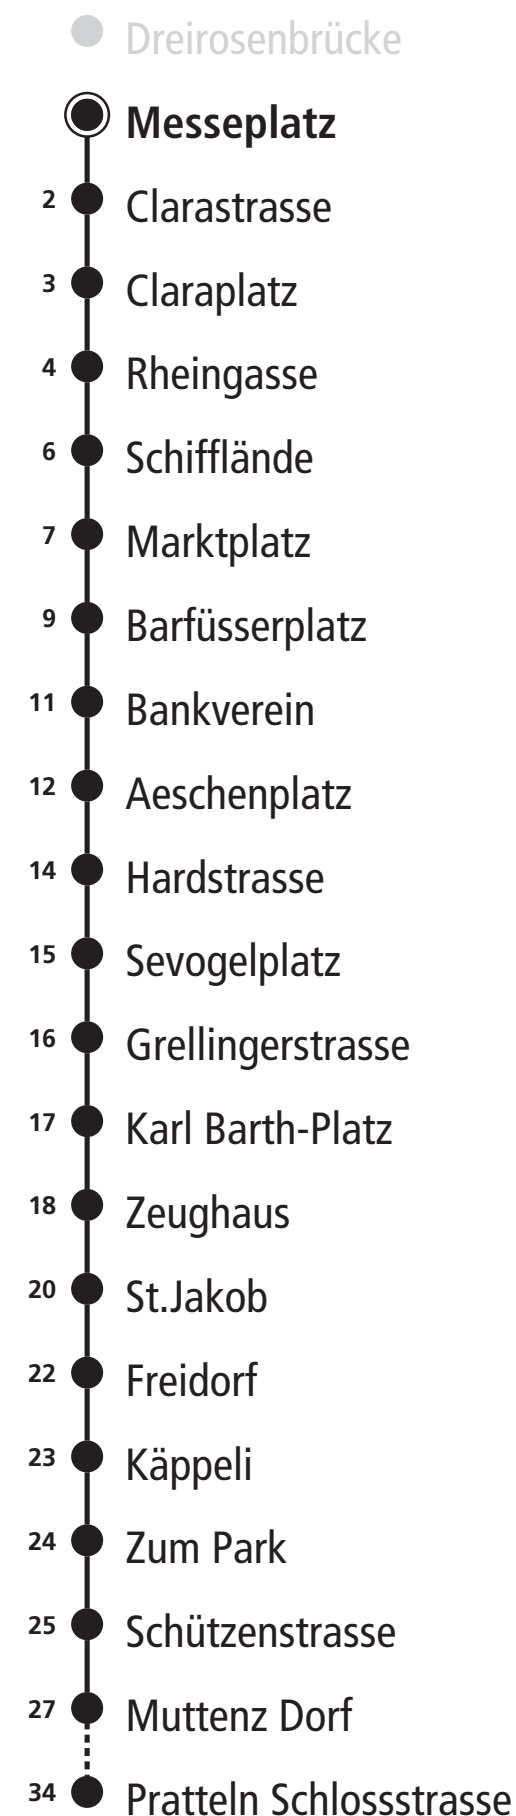 Dreirosenbrücke
Messeplatz
2 Clarastrasse
3 Claraplatz
4 Rheingasse
6 Schifflände
7 Marktplatz
9 Barfüsserplatz
11 Bankverein
12 Aeschenplatz
14 Hardstrasse
15 Sevogelplatz
16 Grellingerstrasse
17 Karl Barth-Platz
18 Zeughaus
20 St.Jakob
22 Freidorf
23 Käppeli
24 Zum Park
25 Schützenstrasse
27 Muttenz Dorf
34 Pratteln Schlossstrasse